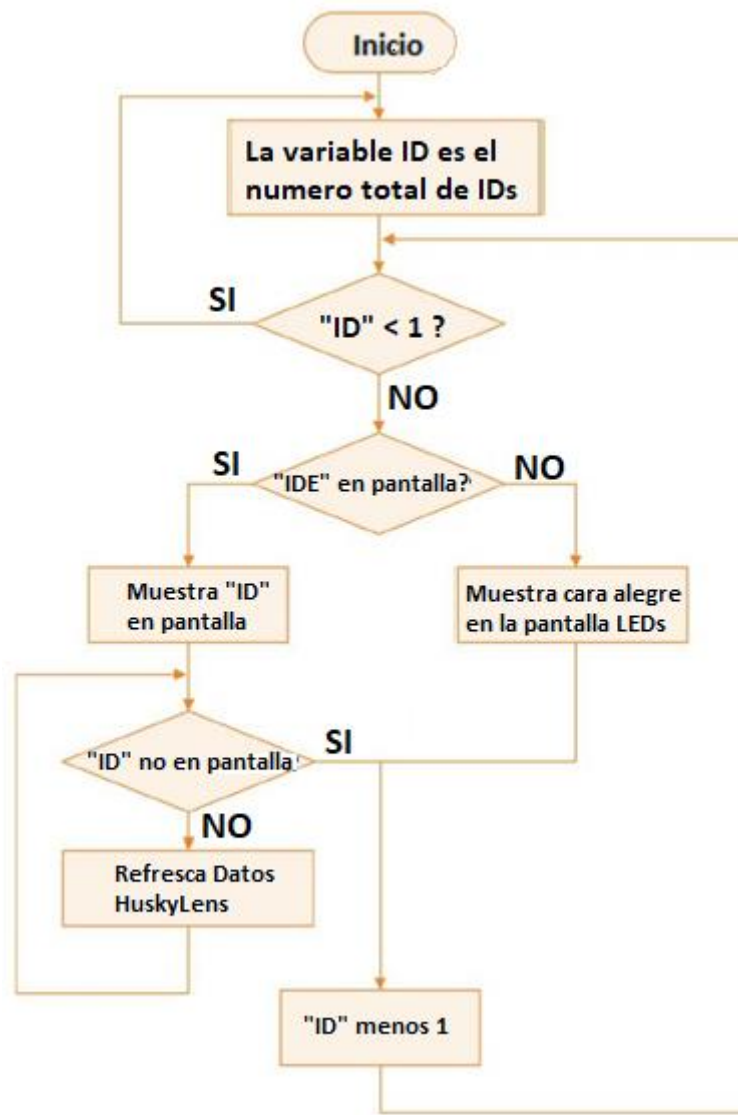 Inicio
La variable ID es el
numero total de IDs
SI
"ID" < 1 ?
NO
SI
"IDE" en pantalla?
NO
Muestra "ID"
en pantalla
Muestra cara alegre
en la pantalla LEDs
"ID" no en pantalla
SI
NO
Refresca Datos
HuskyLens
"ID" menos 1